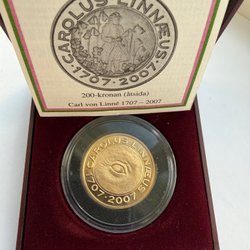 CAROLUS LINNÆUS
·1707·2007·
200-kronan (åtsida)
Carl von Linné 1707 – 2007
CAROLUS LINNÆUS
·1707·2007·